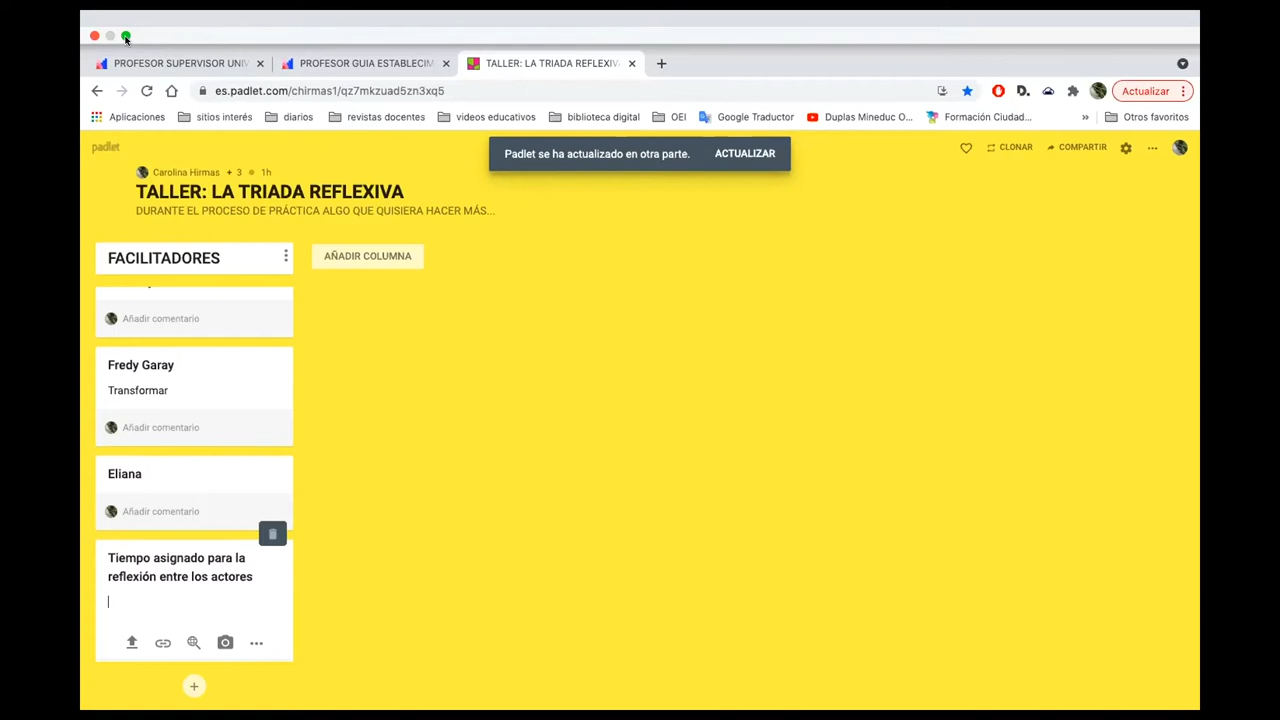 PROFESOR SUPERVISOR UNIV
PROFESOR GUIA ESTABLECIM
TALLER: LA TRIADA REFLEXIV
es.padlet.com/chirmas1/qz7mkzuad5zn3xq5
Actualizar
Aplicaciones
sitios interés
diarios
revistas docentes
videos educativos
biblioteca digital
OEI
Google Traductor
Duplas Mineduc O...
Formación Ciudad...
»
Otros favoritos
padlet
Padlet se ha actualizado en otra parte.
ACTUALIZAR
CLONAR
COMPARTIR
Carolina Hirmas + 3 1h
TALLER: LA TRIADA REFLEXIVA
DURANTE EL PROCESO DE PRÁCTICA ALGO QUE QUISIERA HACER MÁS...
FACILITADORES
AÑADIR COLUMNA
Añadir comentario
Fredy Garay
Transformar
Añadir comentario
Eliana
Añadir comentario
Tiempo asignado para la
reflexión entre los actores